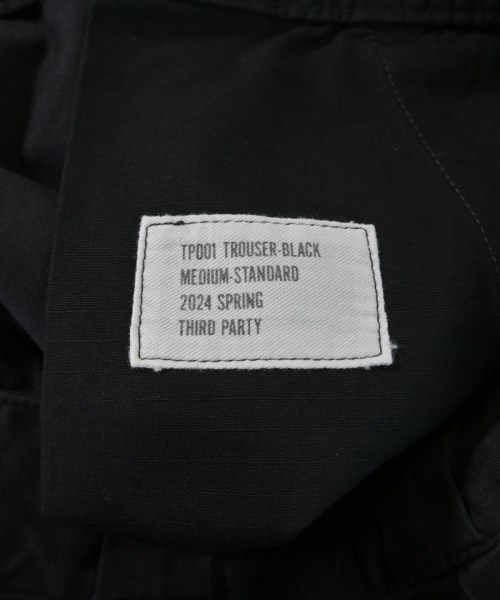 TP001 TROUSER-BLACK
MEDIUM-STANDARD
2024 SPRING
THIRD PARTY